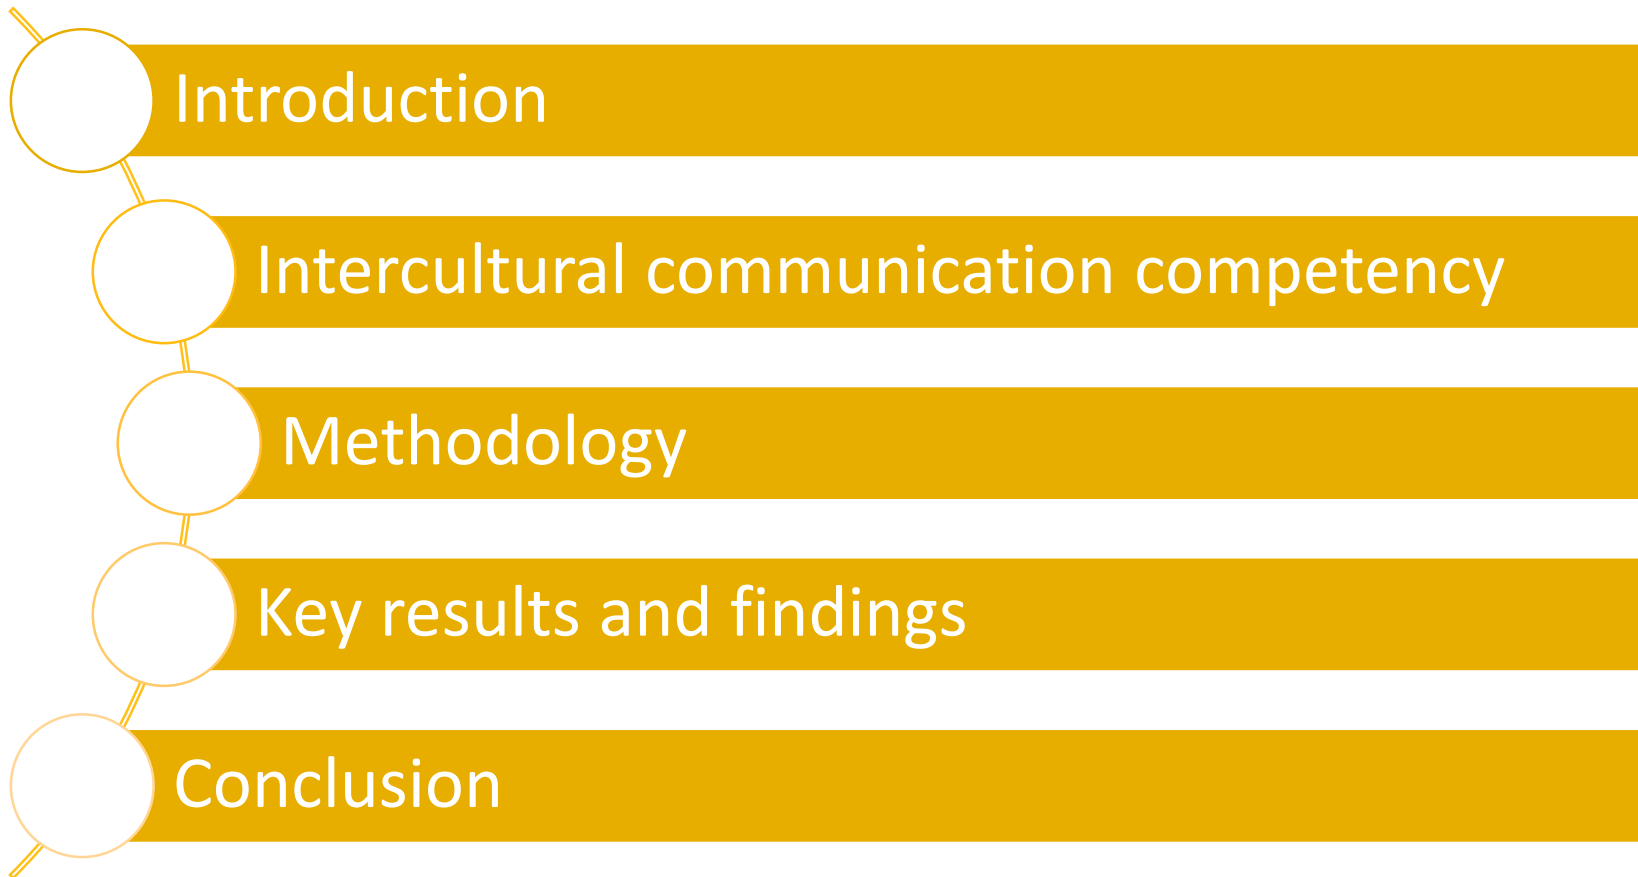 Introduction
Intercultural communication competency
Methodology
Key results and findings
Conclusion